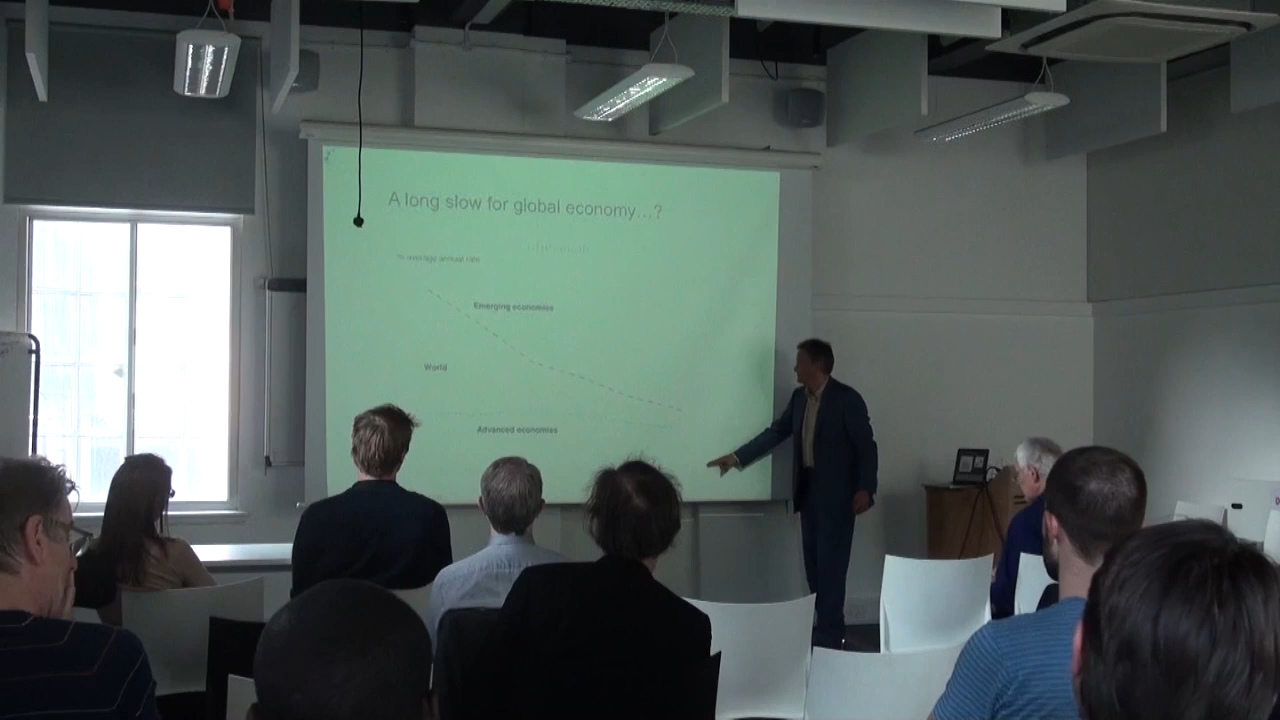 A long slow for global economy....?
% average annual rate
Emerging economies
World
Advanced economies